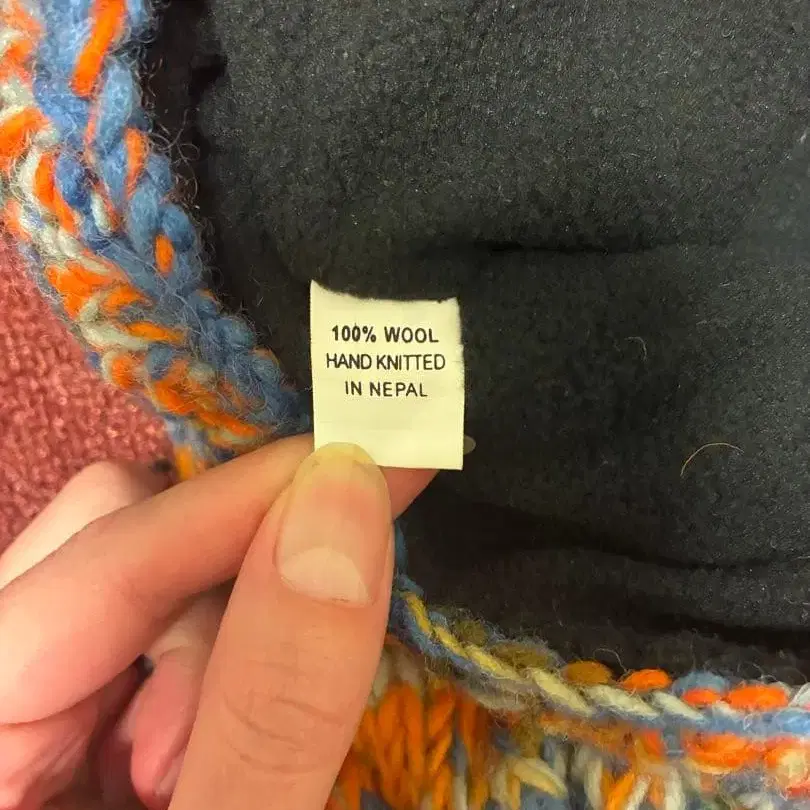 100% WOOL
HAND KNITTED
IN NEPAL